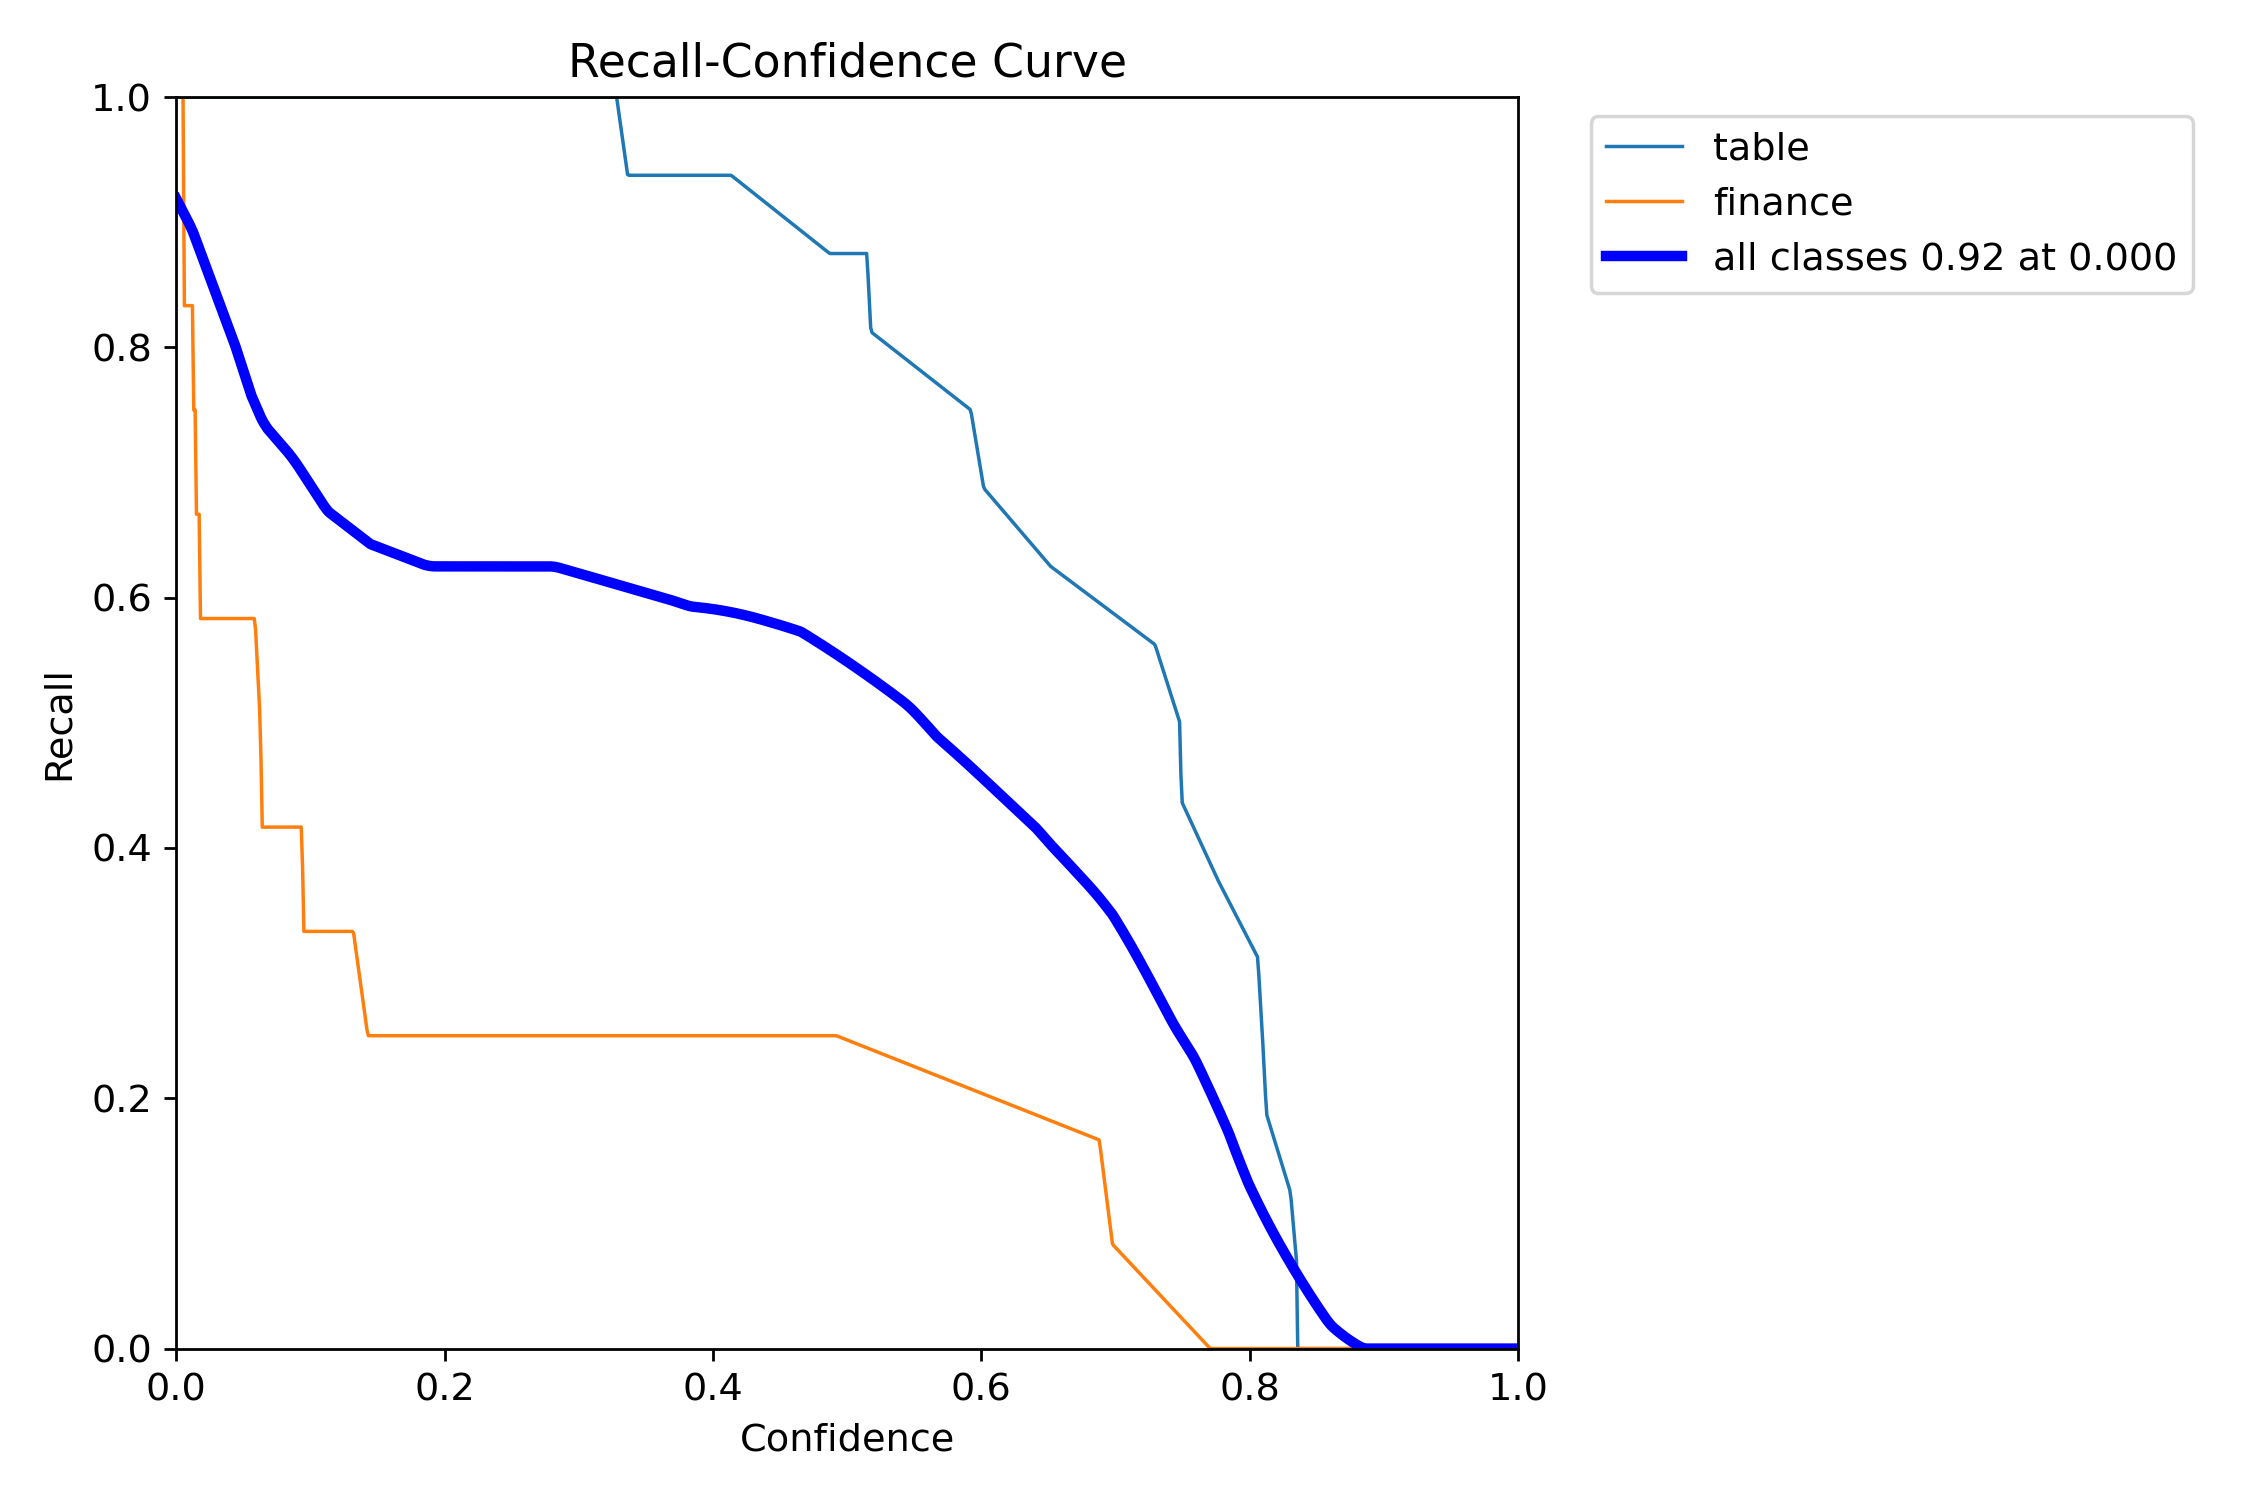 Recall-Confidence Curve
1.0
0.8
0.6
0.4
0.2
0.0
Recall
0.0 0.2 0.4 0.6 0.8 1.0
Confidence
table
finance
all classes 0.92 at 0.000